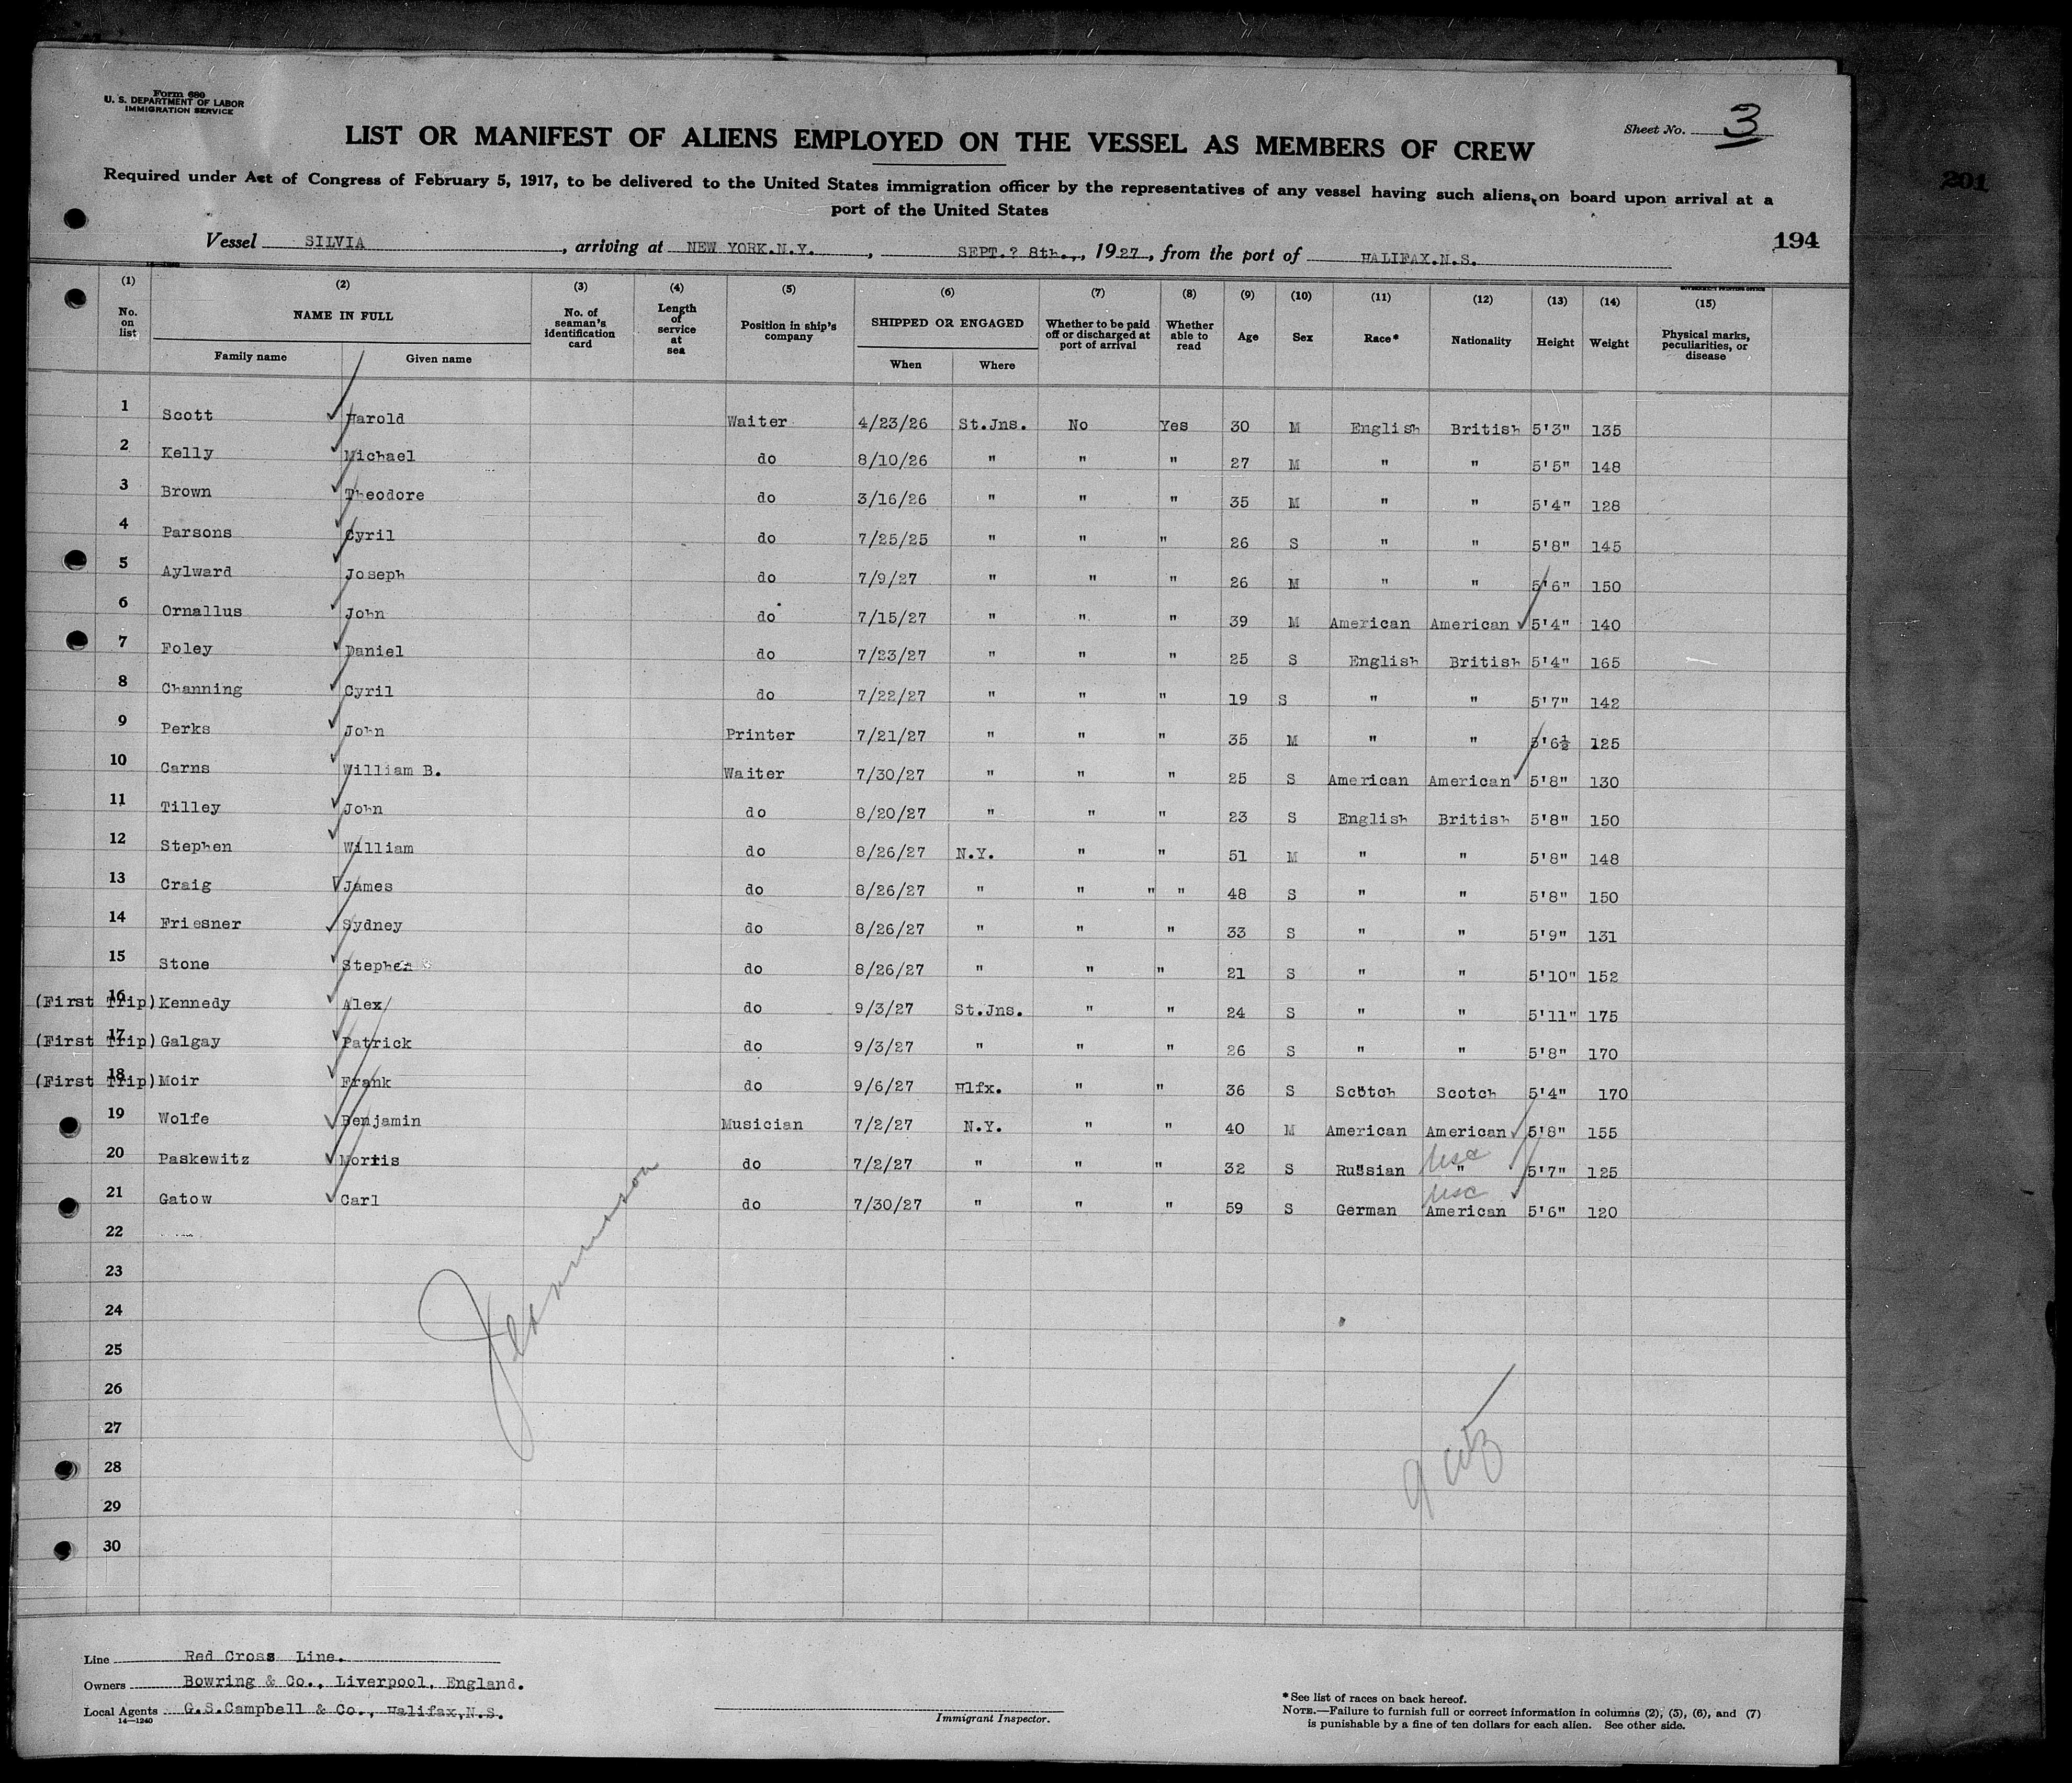 Form 680
U. S. DEPARTMENT OF LABOR
IMMIGRATION SERVICE
Sheet No. 3
LIST OR MANIFEST OF ALIENS EMPLOYED ON THE VESSEL AS MEMBERS OF CREW
201
Required under Act of Congress of February 5, 1917, to be delivered to the United States immigration officer by the representatives of any vessel having such aliens on board upon arrival at a
port of the United States
194
Vessel SILVIA, arriving at NEW YORK.N.Y., SEPT.? 8th., 1927, from the port of HALIFAX.N.S.
(1) (2) (3) (4) (5) (6) (7) (8) (9) (10) (11) (12) (13) (14) (15)
No. on list NAME IN FULL Family name Given name No. of seaman's identification card Length of service at sea Position in ship's company SHIPPED OR ENGAGED When Where Whether to be paid off or discharged at port of arrival Whether able to read Age Sex Race* Nationality Height Weight Physical marks, peculiarities, or disease
1 Scott Harold Waiter 4/23/26 St.Jns. No Yes 30 M English British 5'3" 135
2 Kelly Michael do 8/10/26 " " " 27 M " " 5'5" 148
3 Brown Theodore do 3/16/26 " " " 35 M " " 5'4" 128
4 Parsons Cyril do 7/25/25 " " " 26 S " " 5'8" 145
5 Aylward Joseph do 7/9/27 " " " 26 M " " 5'6" 150
6 Ornallus John do 7/15/27 " " " 39 M American American 5'4" 140
7 Foley Daniel do 7/23/27 " " " 25 S English British 5'4" 165
8 Channing Cyril do 7/22/27 " " " 19 S " " 5'7" 142
9 Perks John Printer 7/21/27 " " " 35 M " " 5'6½ 125
10 Carns William B. Waiter 7/30/27 " " " 25 S American American 5'8" 130
11 Tilley John do 8/20/27 " " " 23 S English British 5'8" 150
12 Stephen William do 8/26/27 N.Y. " " 51 M " " 5'8" 148
13 Craig James do 8/26/27 " " " " 48 S " " 5'8" 150
14 Friesner Sydney do 8/26/27 " " " 33 S " " 5'9" 131
15 Stone Stephen do 8/26/27 " " " 21 S " " 5'10" 152
(First Trip) 16 Kennedy Alex do 9/3/27 St.Jns. " " 24 S " " 5'11" 175
(First Trip) 17 Galgay Patrick do 9/3/27 " " " 26 S " " 5'8" 170
(First Trip) 18 Moir Frank do 9/6/27 Hlfx. " " 36 S Scotch Scotch 5'4" 170
19 Wolfe Benjamin Musician 7/2/27 N.Y. " " 40 M American American 5'8" 155
20 Paskewitz Morris do 7/2/27 " " " 32 S Russian " usc 5'7" 125
21 Gatow Carl do 7/30/27 " " " 59 S German usc American 5'6" 120
22
23
24
25
26
27
28
29
30
Line Red Cross Line.
Owners Bowring & Co., Liverpool, England.
Local Agents G.S.Campbell & Co., Halifax,N.S.
14—1240
Immigrant Inspector.
*See list of races on back hereof.
NOTE.—Failure to furnish full or correct information in columns (2), (3), (6), and (7)
is punishable by a fine of ten dollars for each alien. See other side.